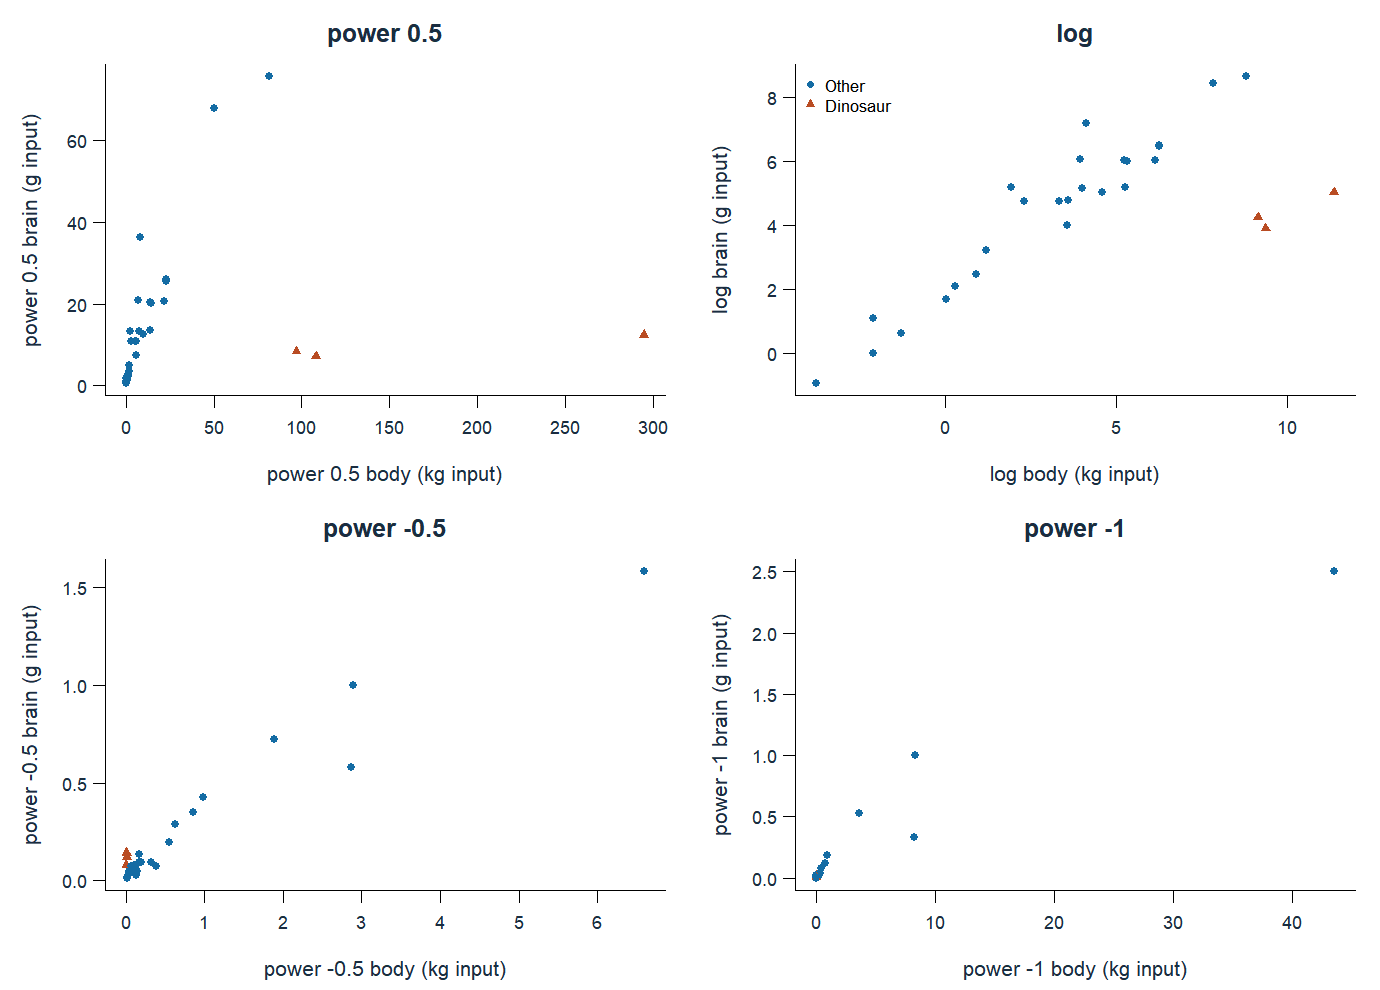 power 0.5
power 0.5 brain (g input)
60
40
20
0
0 50 100 150 200 250 300
power 0.5 body (kg input)
log
Other
Dinosaur
log brain (g input)
8
6
4
2
0
0 5 10
log body (kg input)
power -0.5
power -0.5 brain (g input)
1.5
1.0
0.5
0.0
0 1 2 3 4 5 6
power -0.5 body (kg input)
power -1
power -1 brain (g input)
2.5
2.0
1.5
1.0
0.5
0.0
0 10 20 30 40
power -1 body (kg input)